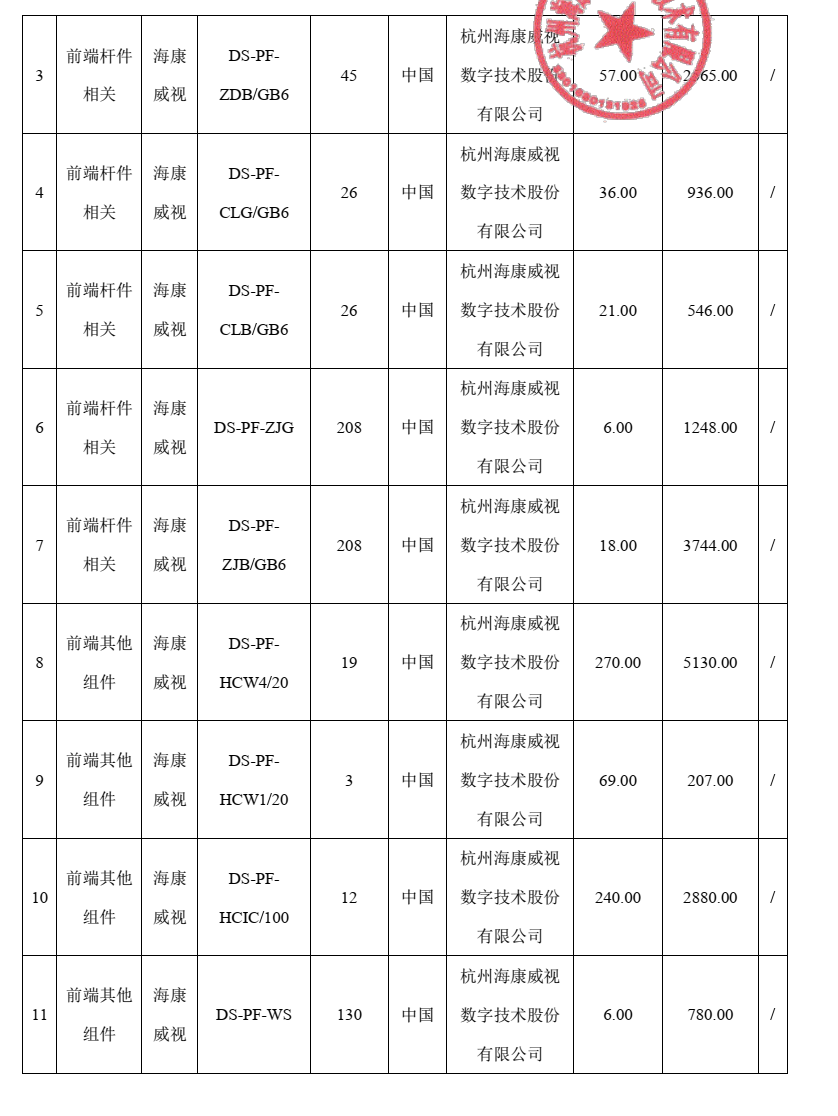 3
前端杆件
相关
海康
威视
DS-PF-
ZDB/GB6
45
中国
杭州海康威视
数字技术股份
有限公司
57.00
2565.00
/
4
前端杆件
相关
海康
威视
DS-PF-
CLG/GB6
26
中国
杭州海康威视
数字技术股份
有限公司
36.00
936.00
/
5
前端杆件
相关
海康
威视
DS-PF-
CLB/GB6
26
中国
杭州海康威视
数字技术股份
有限公司
21.00
546.00
/
6
前端杆件
相关
海康
威视
DS-PF-ZJG
208
中国
杭州海康威视
数字技术股份
有限公司
6.00
1248.00
/
7
前端杆件
相关
海康
威视
DS-PF-
ZJB/GB6
208
中国
杭州海康威视
数字技术股份
有限公司
18.00
3744.00
/
8
前端其他
组件
海康
威视
DS-PF-
HCW4/20
19
中国
杭州海康威视
数字技术股份
有限公司
270.00
5130.00
/
9
前端其他
组件
海康
威视
DS-PF-
HCW1/20
3
中国
杭州海康威视
数字技术股份
有限公司
69.00
207.00
/
10
前端其他
组件
海康
威视
DS-PF-
HCIC/100
12
中国
杭州海康威视
数字技术股份
有限公司
240.00
2880.00
/
11
前端其他
组件
海康
威视
DS-PF-WS
130
中国
杭州海康威视
数字技术股份
有限公司
6.00
780.00
/
术有限公司